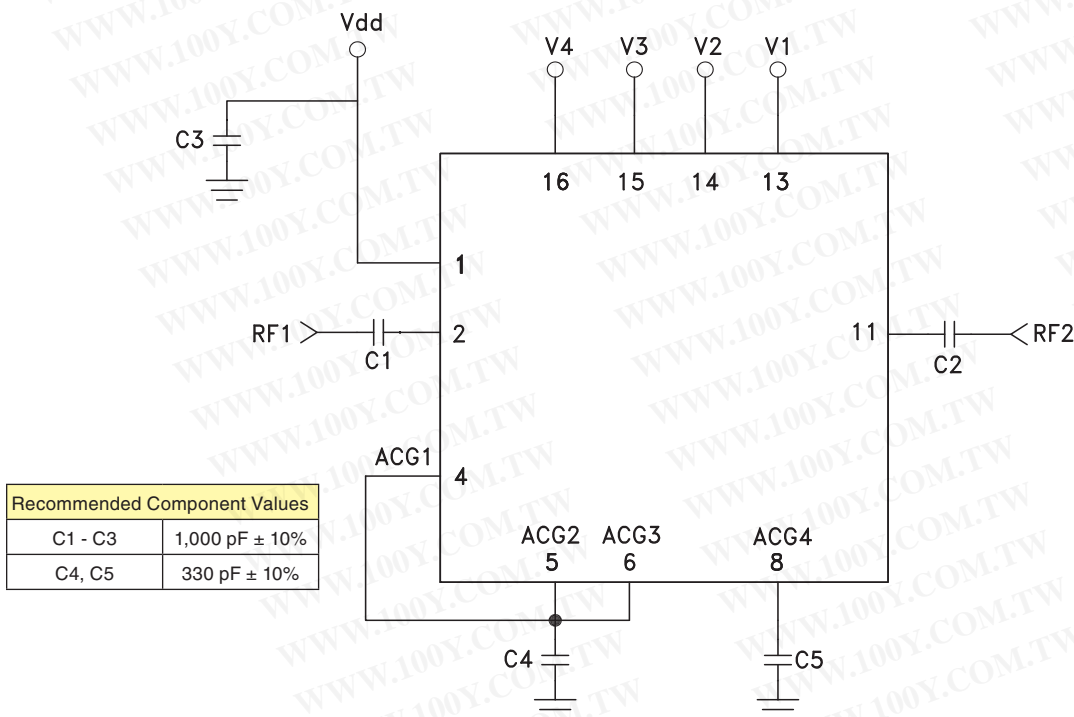 Vdd
V4 V3 V2 V1
C3
16 15 14 13
1
RF1 C1 2
11 C2 RF2
ACG1
4
Recommended Component Values
C1 - C3 1,000 pF ± 10%
C4, C5 330 pF ± 10%
ACG2 ACG3 ACG4
5 6 8
C4 C5
WWW.100Y.COM.TW